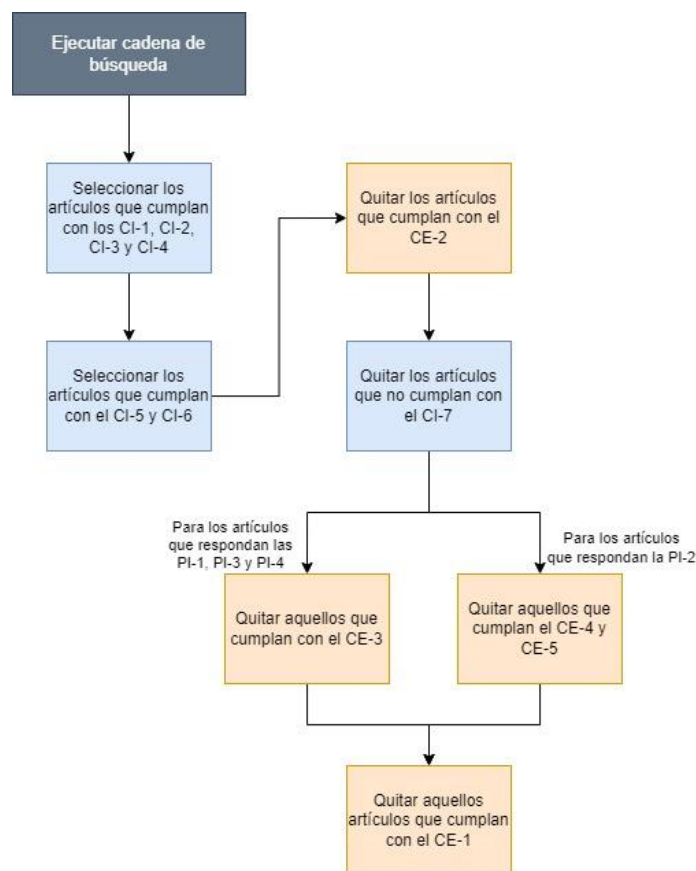 Ejecutar cadena de
búsqueda
Seleccionar los
artículos que cumplan
con los CI-1, CI-2,
CI-3 y CI-4
Seleccionar los
artículos que cumplan
con el CI-5 y CI-6
Quitar los artículos
que cumplan con el
CE-2
Quitar los artículos
que no cumplan con
el CI-7
Para los artículos
que respondan las
PI-1, PI-3 y PI-4
Para los artículos
que respondan la PI-2
Quitar aquellos que
cumplan con el CE-3
Quitar aquellos que
cumplan el CE-4 y
CE-5
Quitar aquellos
artículos que cumplan
con el CE-1